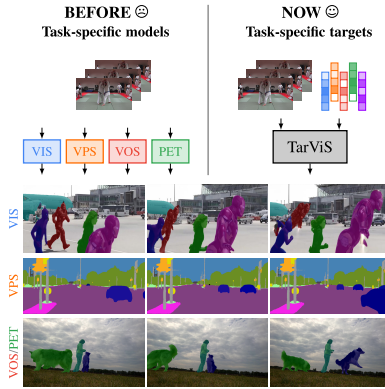 BEFORE ☹
Task-specific models
NOW ☺
Task-specific targets
VIS
VPS
VOS
PET
TarViS
VIS
VPS
VOS/PET